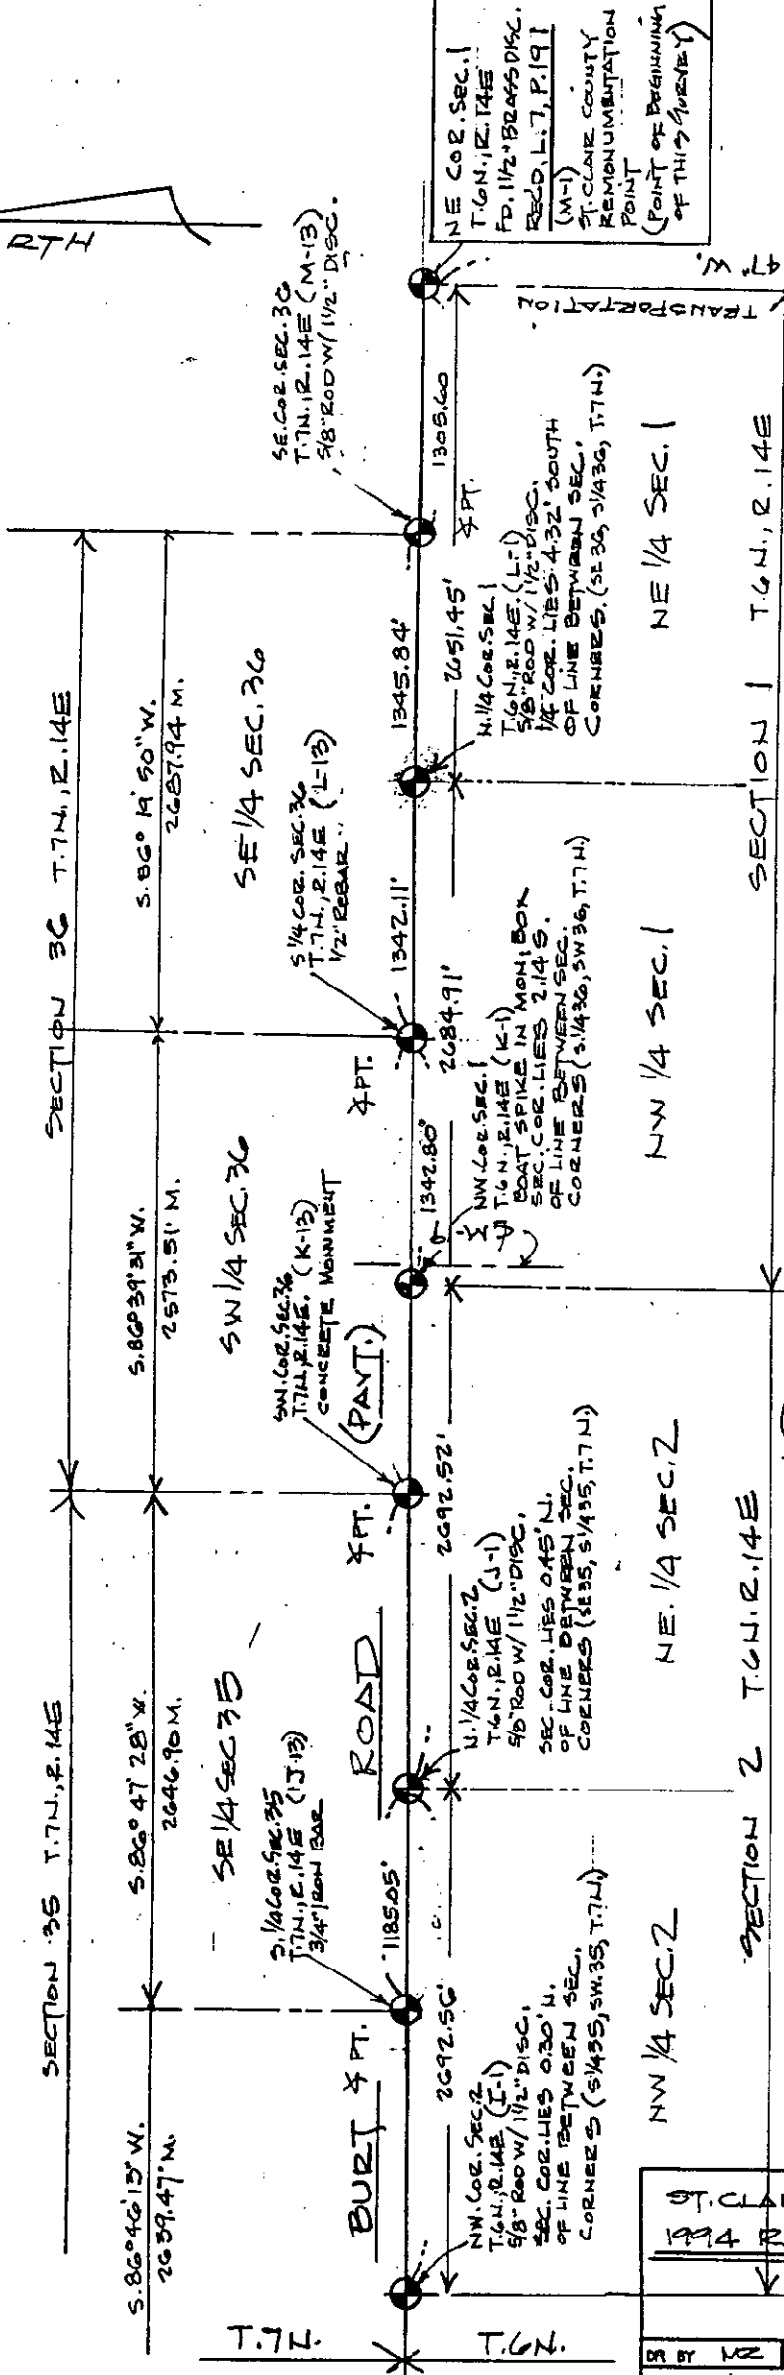 RTH
NE COR. SEC. 1
T.6N., R.14E
FD. 1 1/2" BRASS DISC.
REC'D, L.7, P.191
(M-1)
ST. CLAIR COUNTY
REMONUMENTATION
POINT
(POINT OF BEGINNING
OF THIS SURVEY)
SECTION 35 T.7N., R.14E
SECTION 36 T.7N., R.14E
S.86°46'13"W.
2639.47' M.
S.86°47'28"W.
2646.90 M.
S.86°39'31"W.
2573.51' M.
S.86°19'50"W.
2687.94 M.
SE 1/4 SEC 35
SW 1/4 SEC. 36
SE 1/4 SEC. 36
S. 1/4 COR. SEC. 35
T.7N., R.14E (J-13)
3/4" IRON BAR
SW. COR. SEC. 36
T.7N., R.14E. (K-13)
CONCRETE MONUMENT
(PAVT.)
S 1/4 COR. SEC. 36
T.7N., R.14E (L-13)
1/2" REBAR
SE. COR. SEC. 36
T.7N., R.14E (M-13)
5/8" ROD W/ 1 1/2" DISC.
BURT ∡ PT.
ROAD
∡ PT.
∡ PT.
∡ PT.
1185.05'
1342.80'
1342.11'
1345.84'
1305.60
T.7N.
T.6N.
2692.56'
2692.52'
2684.91'
2651.45'
NW. COR. SEC. 2
T.6N., R.14E (I-1)
5/8" ROD W/ 1 1/2" DISC.
SEC. COR. LIES 0.30' N.
OF LINE BETWEEN SEC.
CORNERS (S1/435, SW.35, T.7N.)
N. 1/4 COR. SEC. 2
T.6N., R.14E (J-1)
5/8" ROD W/ 1 1/2" DISC.
SEC. COR. LIES 0.45' N.
OF LINE BETWEEN SEC.
CORNERS (SE35, S1/435, T.7N.)
NW. COR. SEC. 1
T.6N., R.14E (K-1)
BOAT SPIKE IN MON. BOX
SEC. COR. LIES 2.14 S.
OF LINE BETWEEN SEC.
CORNERS (S.1/436, SW 36, T.7N.)
N. 1/4 COR. SEC. 1
T.6N., R.14E. (L-1)
5/8" ROD W/ 1 1/2" DISC.
1/4 COR. LIES 4.32' SOUTH
OF LINE BETWEEN SEC.
CORNERS. (SE 36, S1/436, T.7N.)
TRANSPORTATION
47" W.
NW 1/4 SEC. 2
NE. 1/4 SEC. 2
NW 1/4 SEC. 1
NE 1/4 SEC. 1
SECTION 2 T.6N. R.14E
SECTION 1 T.6N., R.14E
ST. CLA
1994 R
DR BY